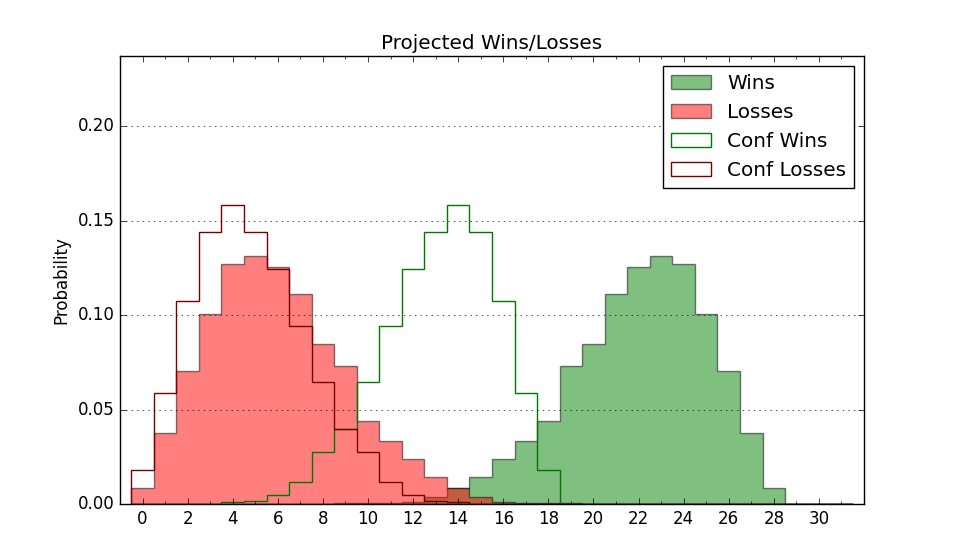 Projected Wins/Losses
Wins
Losses
Conf Wins
Conf Losses
Probability
0.20
0.15
0.10
0.05
0.00
0 2 4 6 8 10 12 14 16 18 20 22 24 26 28 30